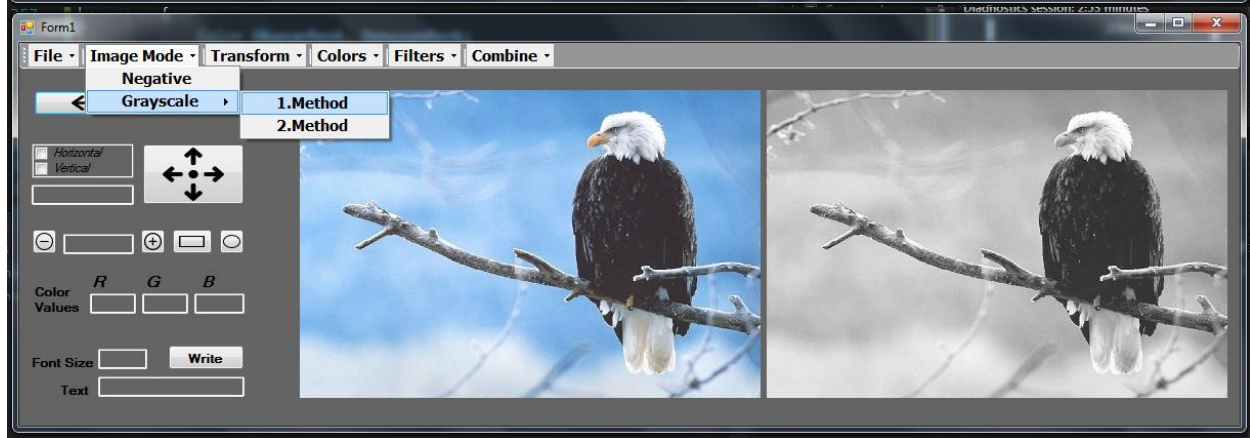 Diagnostics session: 2:53 minutes
Form1
File Image Mode Transform Colors Filters Combine
Negative
Grayscale
1.Method
2.Method
Horizontal
Vertical
R G B
Color
Values
Font Size Write
Text